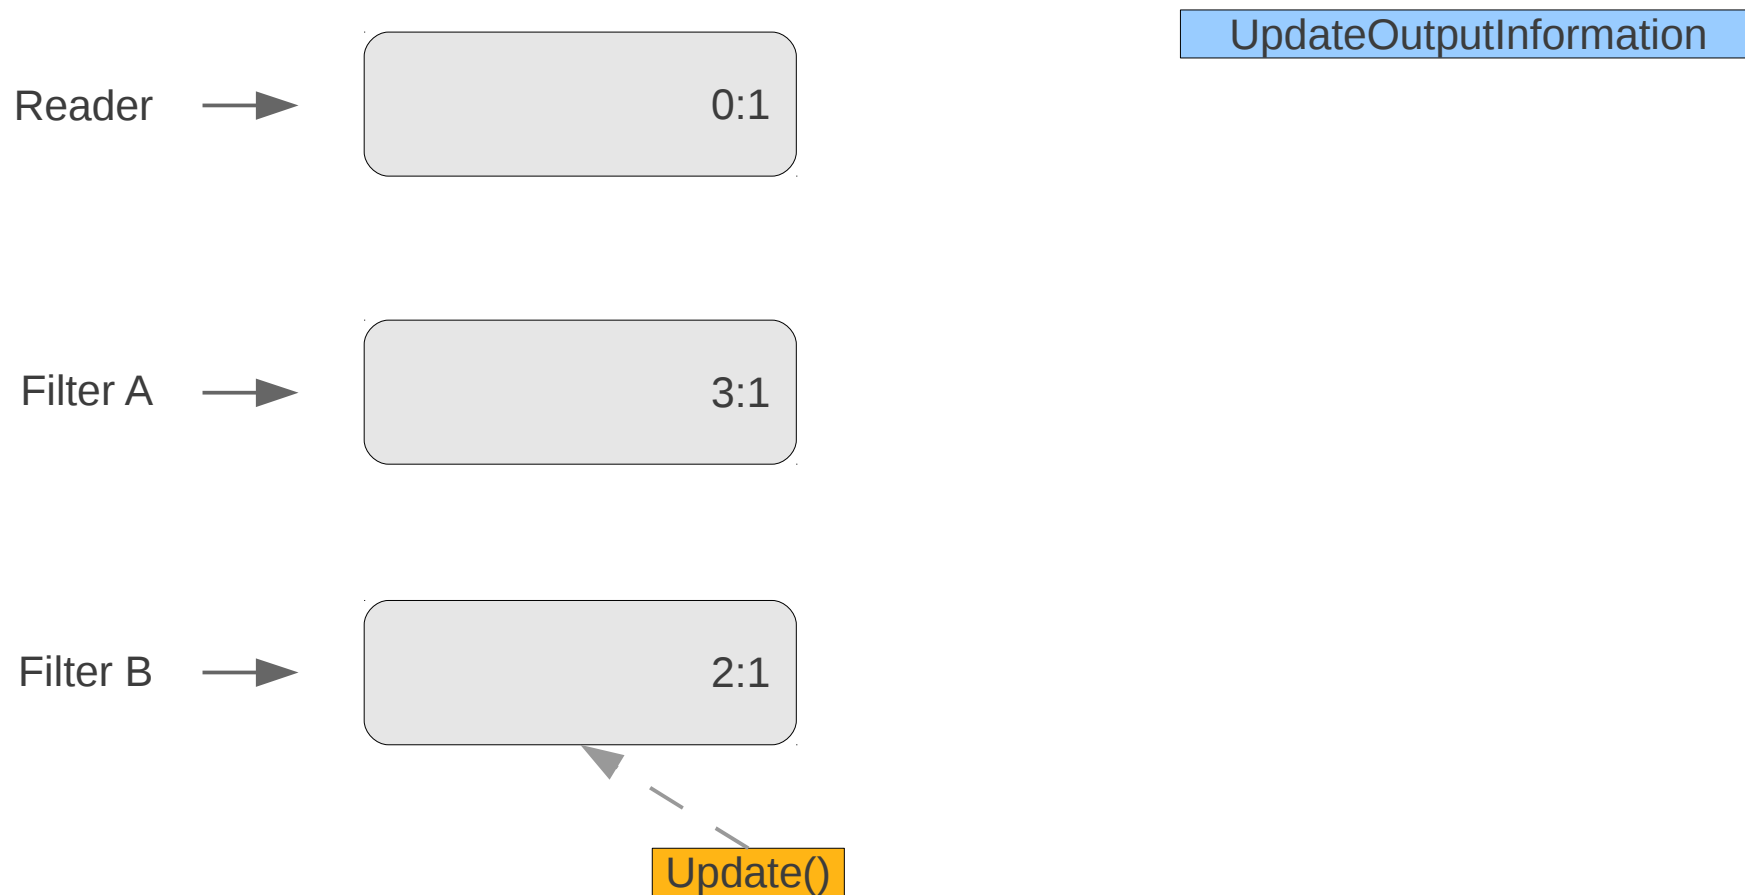 UpdateOutputInformation
Reader
0:1
Filter A
3:1
Filter B
2:1
Update()